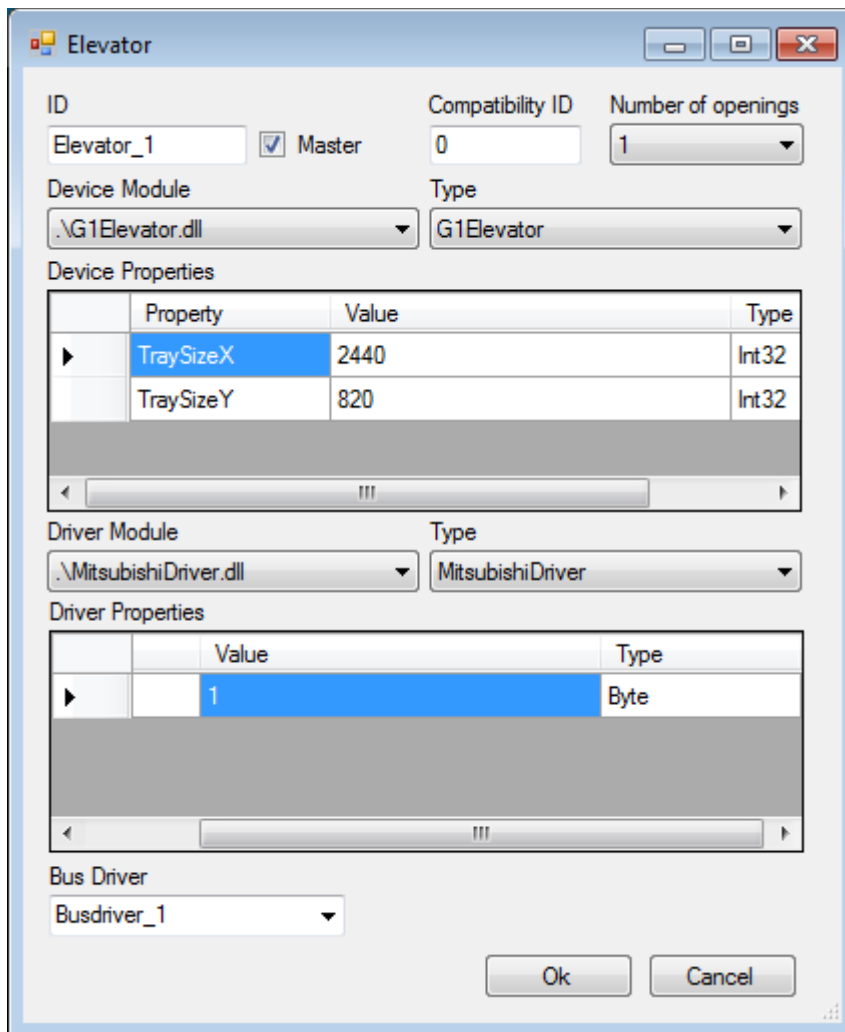 Elevator
ID Compatibility ID Number of openings
Elevator_1 Master 0 1
Device Module Type
.\G1Elevator.dll G1Elevator
Device Properties
Property Value Type
TraySizeX 2440 Int32
TraySizeY 820 Int32
Driver Module Type
.\MitsubishiDriver.dll MitsubishiDriver
Driver Properties
Value Type
1 Byte
Bus Driver
Busdriver_1
Ok Cancel